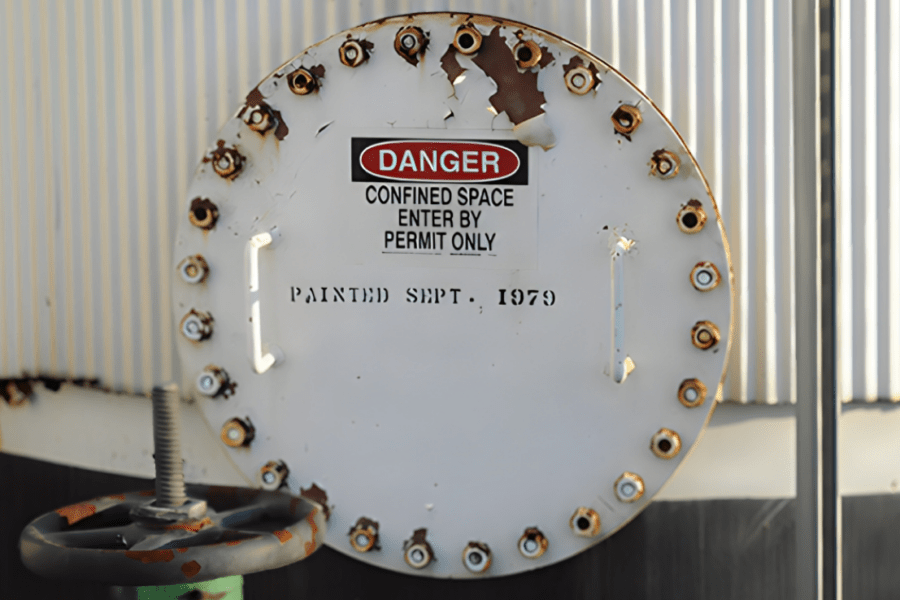 DANGER
CONFINED SPACE
ENTER BY
PERMIT ONLY
PAINTED SEPT. 1979